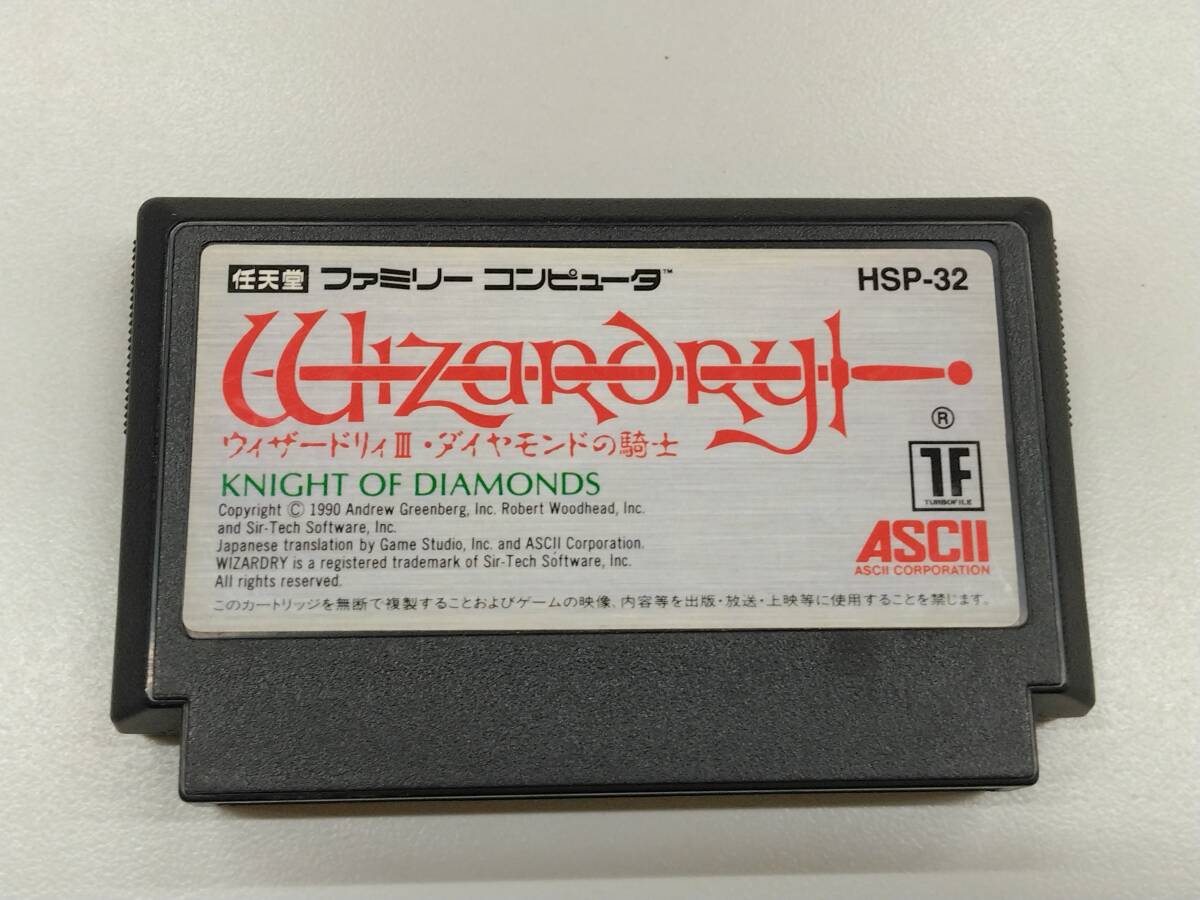 任天堂 ファミリー コンピュータ™ HSP-32
Wizardry
®
ウィザードリィⅢ・ダイヤモンドの騎士
KNIGHT OF DIAMONDS
TF
TURBOFILE
Copyright © 1990 Andrew Greenberg, Inc. Robert Woodhead, Inc.
and Sir-Tech Software, Inc.
Japanese translation by Game Studio, Inc. and ASCII Corporation.
WIZARDRY is a registered trademark of Sir-Tech Software, Inc.
All rights reserved.
ASCII
ASCII CORPORATION
このカートリッジを無断で複製することおよびゲームの映像、内容等を出版・放送・上映等に使用することを禁じます。